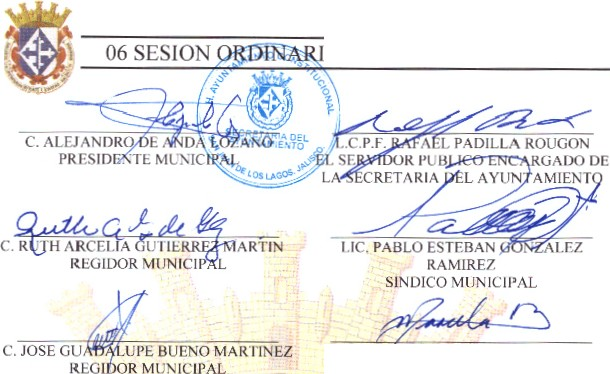 06 SESION ORDINARI
H. AYUNTAMIENTO CONSTITUCIONAL
SECRETARIA DEL
AYUNTAMIENTO
DE LOS LAGOS, JALISCO.
C. ALEJANDRO DE ANDA LOZANO
PRESIDENTE MUNICIPAL
L.C.P.F. RAFAEL PADILLA ROUGON
EL SERVIDOR PUBLICO ENCARGADO DE
LA SECRETARIA DEL AYUNTAMIENTO
C. RUTH ARCELIA GUTIERREZ MARTIN
REGIDOR MUNICIPAL
LIC. PABLO ESTEBAN GONZALEZ
RAMIREZ
SINDICO MUNICIPAL
C. JOSE GUADALUPE BUENO MARTINEZ
REGIDOR MUNICIPAL